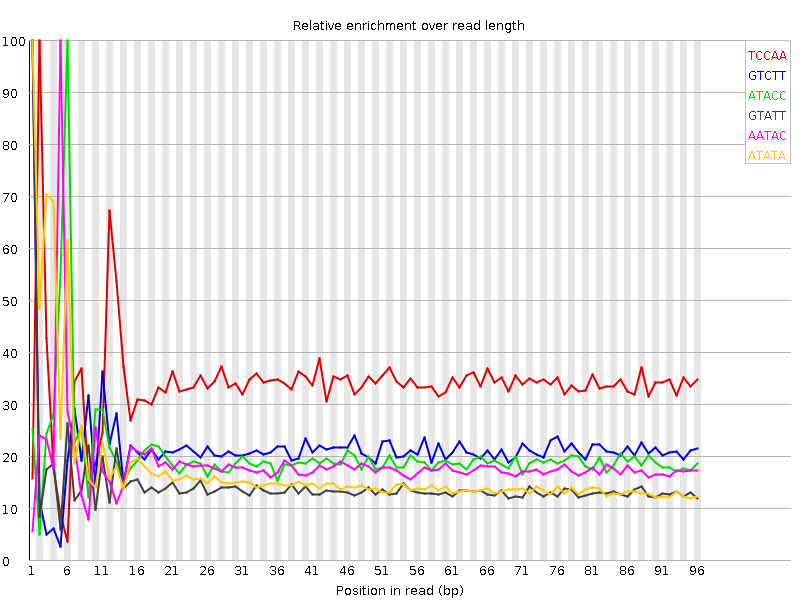 Relative enrichment over read length
100
90
80
70
60
50
40
30
20
10
0
TCCAA
GTCTT
ATACC
GTATT
AATAC
ATATA
1 6 11 16 21 26 31 36 41 46 51 56 61 66 71 76 81 86 91 96
Position in read (bp)